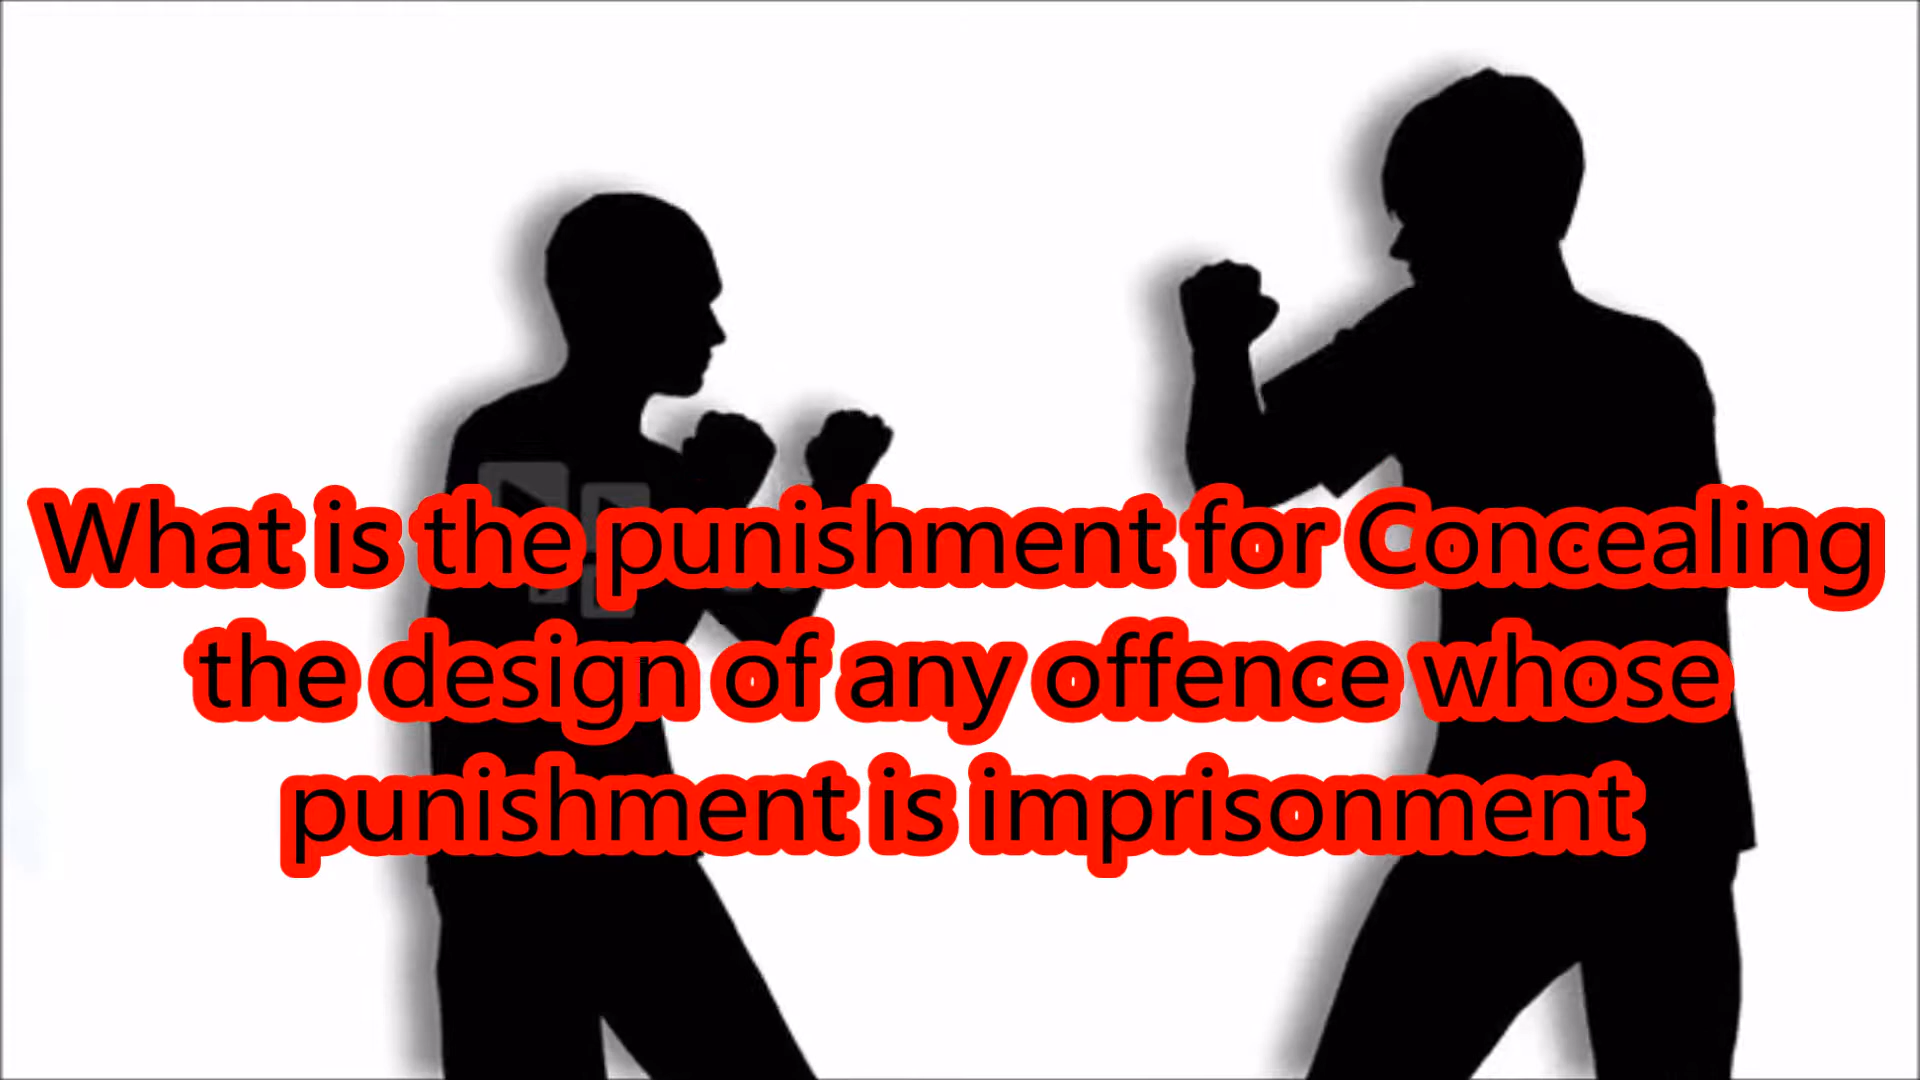 What is the punishment for Concealing
the design of any offence whose
punishment is imprisonment